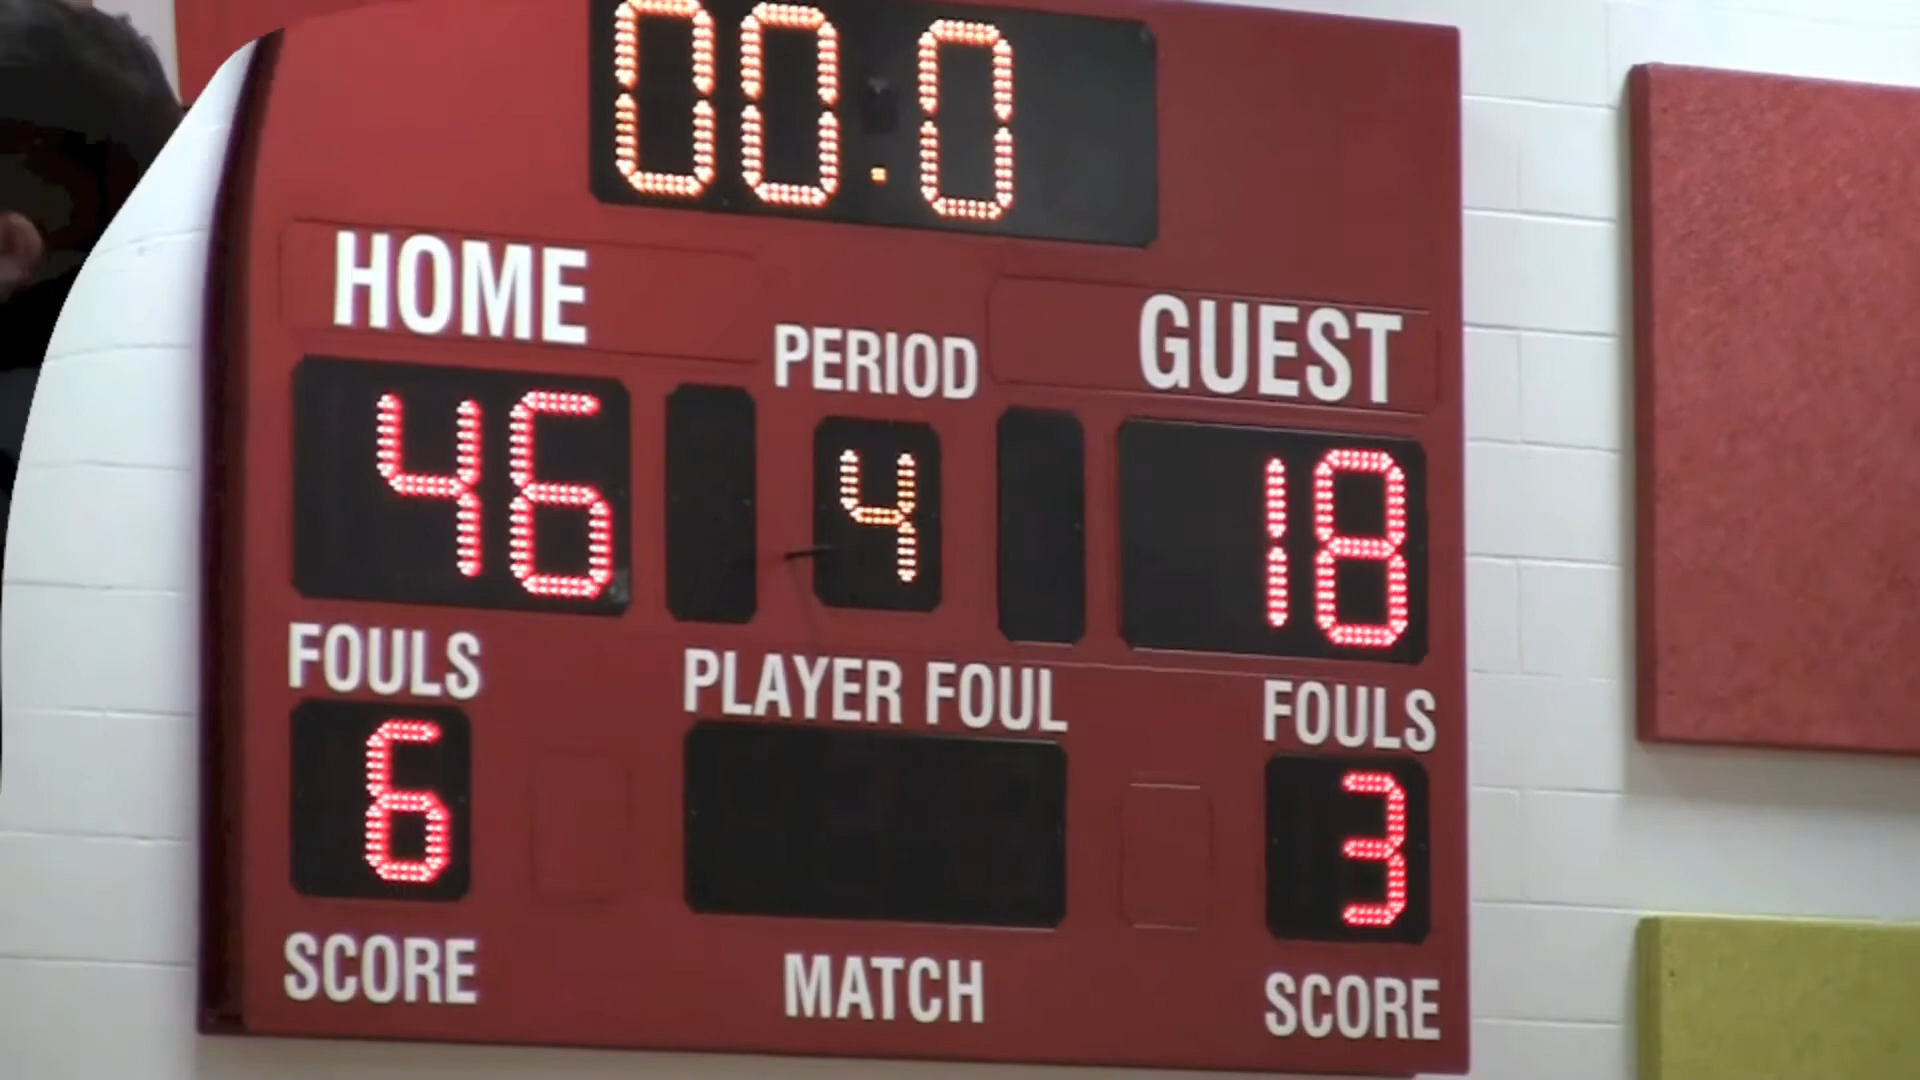 00.0
HOME
GUEST
PERIOD
46
4
18
FOULS
PLAYER FOUL
FOULS
6
3
SCORE
MATCH
SCORE